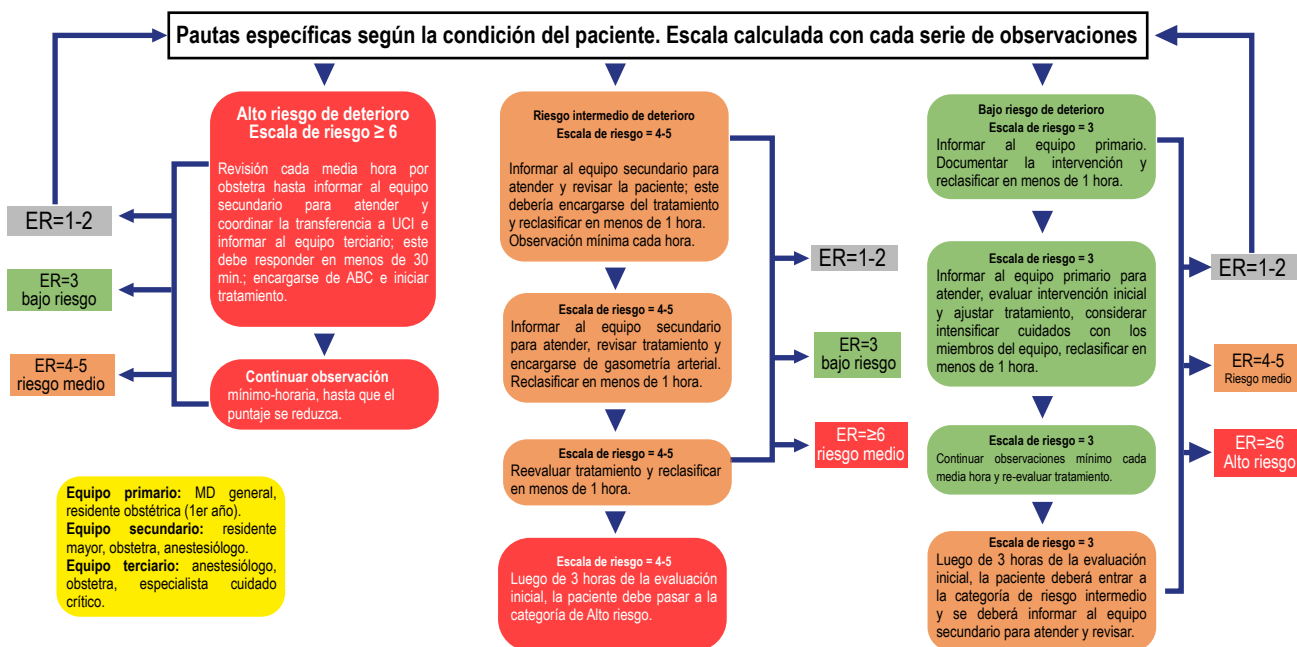 Pautas específicas según la condición del paciente. Escala calculada con cada serie de observaciones
Alto riesgo de deterioro
Escala de riesgo ≥ 6
Revisión cada media hora por
obstetra hasta informar al equipo
secundario para atender y
coordinar la transferencia a UCI e
informar al equipo terciario; este
debe responder en menos de 30
min.; encargarse de ABC e iniciar
tratamiento.
Continuar observación
mínimo-horaria, hasta que el
puntaje se reduzca.
ER=1-2
ER=3
bajo riesgo
ER=4-5
riesgo medio
Equipo primario: MD general,
residente obstétrica (1er año).
Equipo secundario: residente
mayor, obstetra, anestesiólogo.
Equipo terciario: anestesiólogo,
obstetra, especialista cuidado
crítico.
Riesgo intermedio de deterioro
Escala de riesgo = 4-5
Informar al equipo secundario para
atender y revisar la paciente; este
debería encargarse del tratamiento
y reclasificar en menos de 1 hora.
Observación mínima cada hora.
Escala de riesgo = 4-5
Informar al equipo secundario
para atender, revisar tratamiento y
encargarse de gasometría arterial.
Reclasificar en menos de 1 hora.
Escala de riesgo = 4-5
Reevaluar tratamiento y reclasificar
en menos de 1 hora.
Escala de riesgo = 4-5
Luego de 3 horas de la evaluación
inicial, la paciente debe pasar a la
categoría de Alto riesgo.
ER=1-2
ER=3
bajo riesgo
ER=≥6
riesgo medio
Bajo riesgo de deterioro
Escala de riesgo = 3
Informar al equipo primario.
Documentar la intervención y
reclasificar en menos de 1 hora.
Escala de riesgo = 3
Informar al equipo primario para
atender, evaluar intervención inicial
y ajustar tratamiento, considerar
intensificar cuidados con los
miembros del equipo, reclasificar en
menos de 1 hora.
Escala de riesgo = 3
Continuar observaciones mínimo cada
media hora y re-evaluar tratamiento.
Escala de riesgo = 3
Luego de 3 horas de la evaluación
inicial, la paciente deberá entrar a
la categoría de riesgo intermedio
y se deberá informar al equipo
secundario para atender y revisar.
ER=1-2
ER=4-5
Riesgo medio
ER=≥6
Alto riesgo